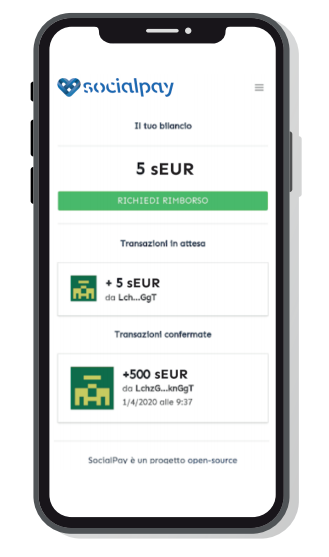 socialpay
Il tuo bilancio
5 sEUR
RICHIEDI RIMBORSO
Transazioni in attesa
+ 5 sEUR
da Lch...GgT
Transazioni confermate
+500 sEUR
da LchzG...knGgT
1/4/2020 alle 9:37
SocialPay è un progetto open-source